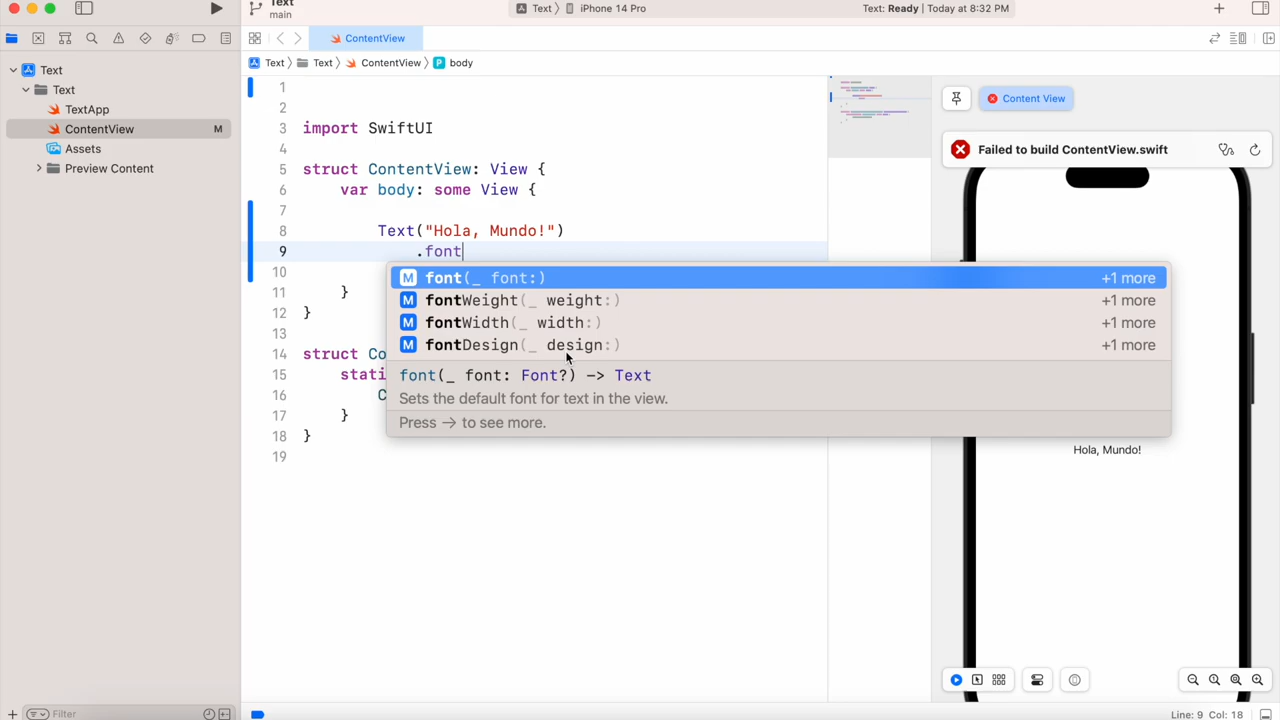 Text
main
Text 〉 iPhone 14 Pro
Text: Ready | Today at 8:32 PM
ContentView
Text 〉 Text 〉 ContentView 〉 P body
Text
Text
TextApp
ContentView M
Assets
Preview Content
1
2
3 import SwiftUI
4
5 struct ContentView: View {
6 var body: some View {
7
8 Text("Hola, Mundo!")
9 .font
10
11 }
12 }
13
14 struct Co
15 stati
16 C
17 }
18 }
19
M font(_ font:) +1 more
M fontWeight(_ weight:) +1 more
M fontWidth(_ width:) +1 more
M fontDesign(_ design:) +1 more
font(_ font: Font?) -> Text
Sets the default font for text in the view.
Press → to see more.
Content View
Failed to build ContentView.swift
Hola, Mundo!
Filter
Line: 9 Col: 18